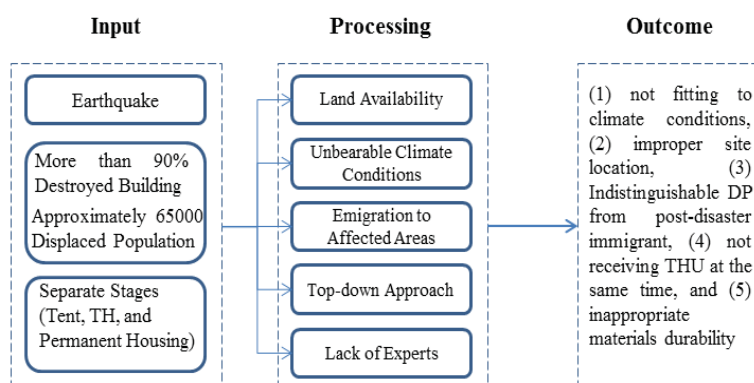 Input
Processing
Outcome
Earthquake
More than 90%
Destroyed Building
Approximately 65000
Displaced Population
Separate Stages
(Tent, TH, and
Permanent Housing)
Land Availability
Unbearable Climate
Conditions
Emigration to
Affected Areas
Top-down Approach
Lack of Experts
(1) not fitting to
climate conditions,
(2) improper site
location, (3)
Indistinguishable DP
from post-disaster
immigrant, (4) not
receiving THU at the
same time, and (5)
inappropriate
materials durability